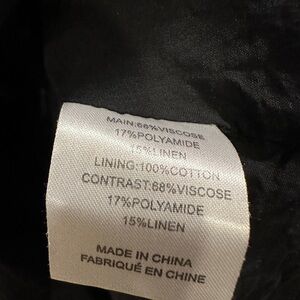 MAIN:68%VISCOSE
17%POLYAMIDE
15%LINEN
LINING:100%COTTON
CONTRAST:68%VISCOSE
17%POLYAMIDE
15%LINEN
MADE IN CHINA
FABRIQUÉ EN CHINE